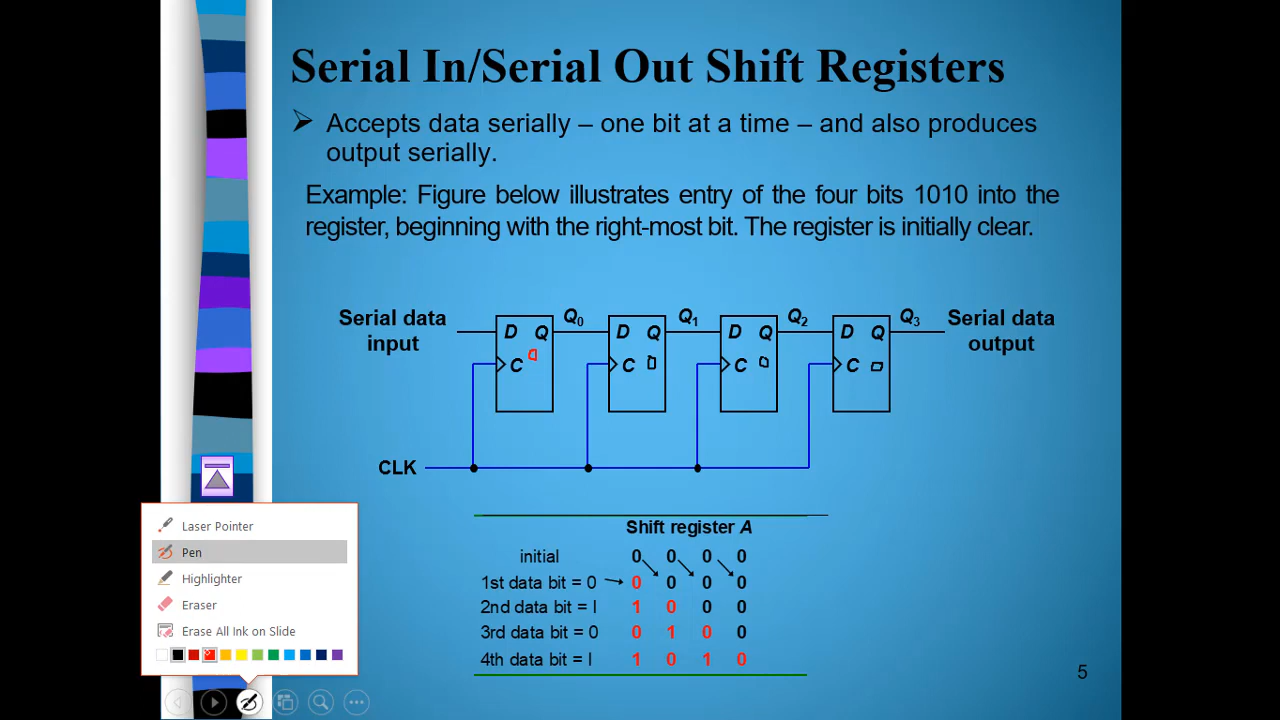 Serial In/Serial Out Shift Registers
Accepts data serially – one bit at a time – and also produces
output serially.
Example: Figure below illustrates entry of the four bits 1010 into the
register, beginning with the right-most bit. The register is initially clear.
Serial data
input
D Q
C 0
Q0
D Q
C 0
Q1
D Q
C 0
Q2
D Q
C 0
Q3
Serial data
output
CLK
Shift register A
initial 0 0 0 0
1st data bit = 0 0 0 0 0
2nd data bit = l 1 0 0 0
3rd data bit = 0 0 1 0 0
4th data bit = l 1 0 1 0
Laser Pointer
Pen
Highlighter
Eraser
Erase All Ink on Slide
5